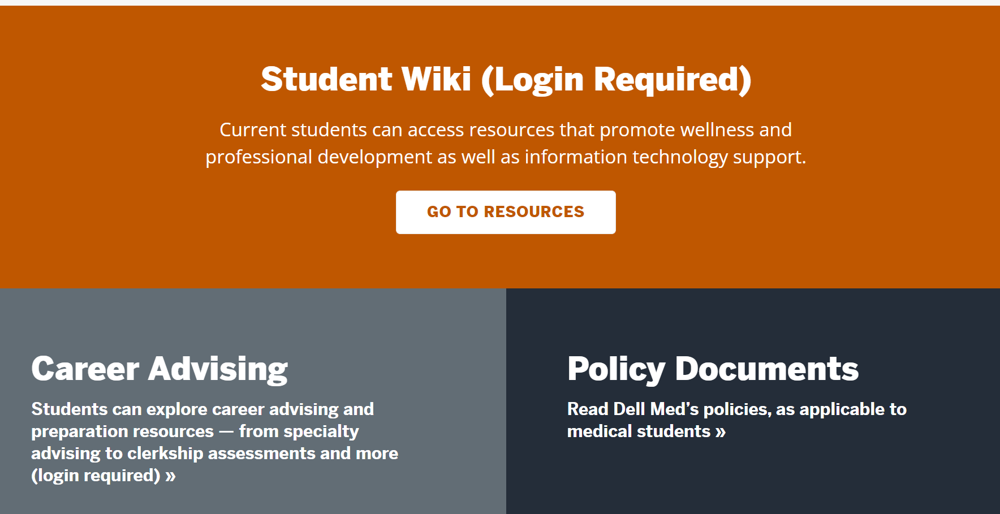 Student Wiki (Login Required)
Current students can access resources that promote wellness and
professional development as well as information technology support.
GO TO RESOURCES
Career Advising
Students can explore career advising and
preparation resources — from specialty
advising to clerkship assessments and more
(login required) »
Policy Documents
Read Dell Med’s policies, as applicable to
medical students »